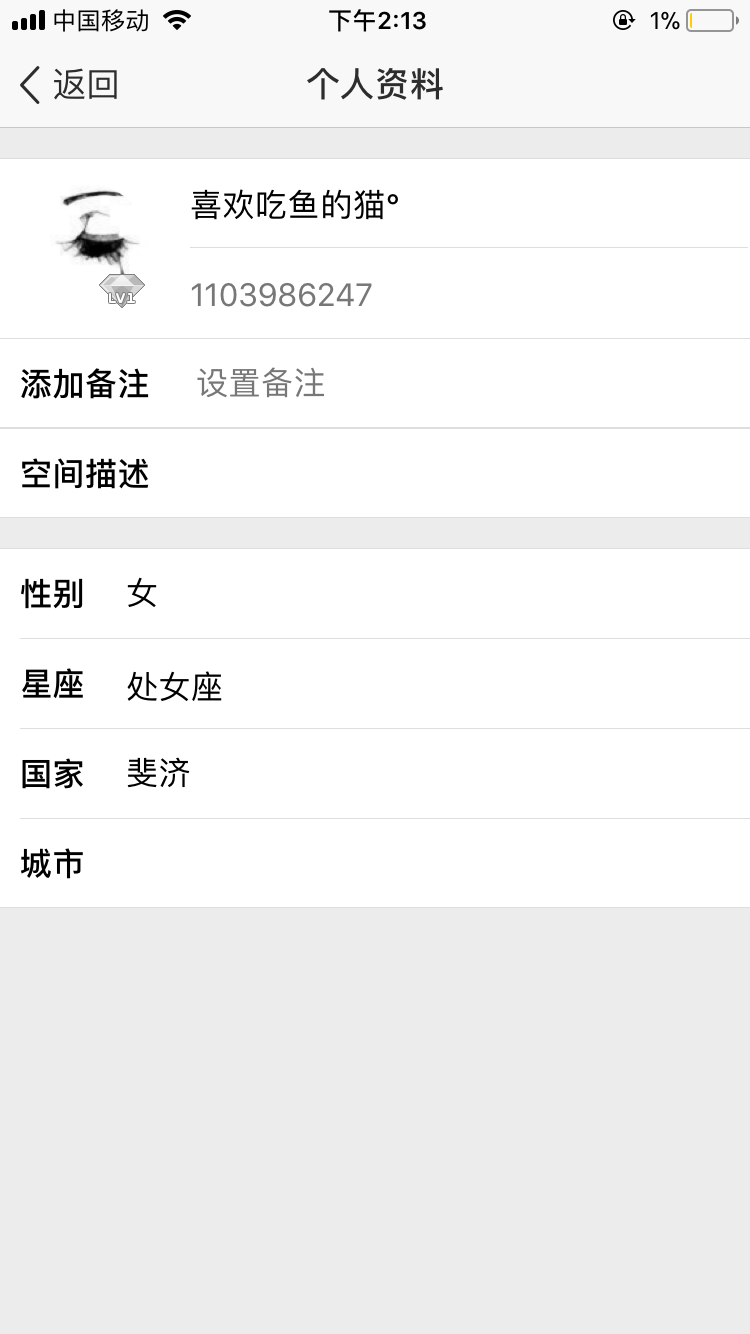 中国移动 下午2:13 1%
返回 个人资料
喜欢吃鱼的猫°
LV1
1103986247
添加备注 设置备注
空间描述
性别 女
星座 处女座
国家 斐济
城市